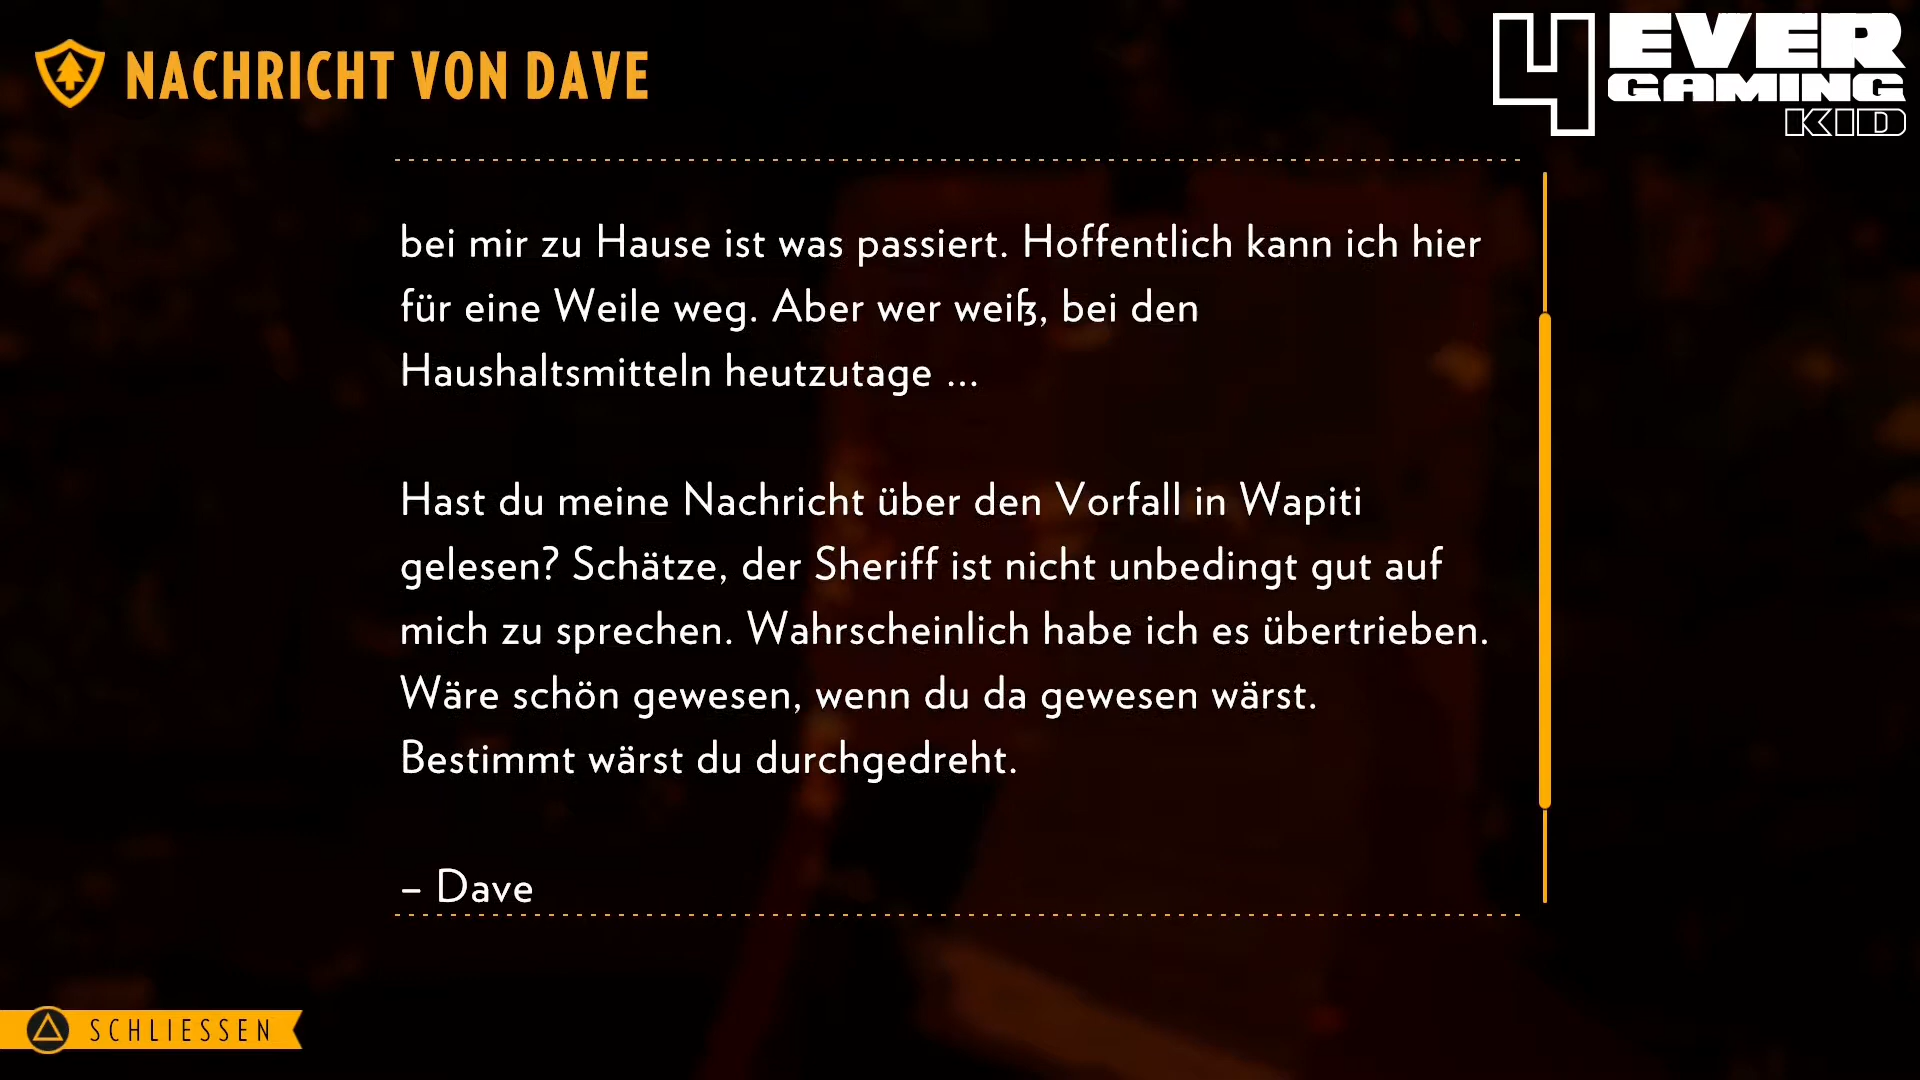 NACHRICHT VON DAVE
4EVER
GAMING
KID
bei mir zu Hause ist was passiert. Hoffentlich kann ich hier
für eine Weile weg. Aber wer weiß, bei den
Haushaltsmitteln heutzutage ...
Hast du meine Nachricht über den Vorfall in Wapiti
gelesen? Schätze, der Sheriff ist nicht unbedingt gut auf
mich zu sprechen. Wahrscheinlich habe ich es übertrieben.
Wäre schön gewesen, wenn du da gewesen wärst.
Bestimmt wärst du durchgedreht.
– Dave
SCHLIESSEN